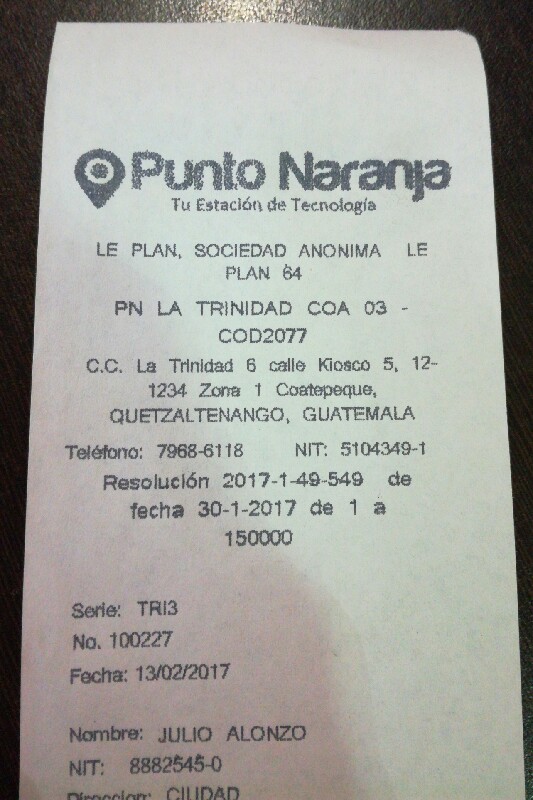 Punto Naranja
Tu Estación de Tecnología
LE PLAN, SOCIEDAD ANONIMA LE
PLAN 64
PN LA TRINIDAD COA 03 -
COD2077
C.C. La Trinidad 6 calle Kiosco 5, 12-
1234 Zona 1 Coatepeque,
QUETZALTENANGO, GUATEMALA
Teléfono: 7968-6118 NIT: 5104349-1
Resolución 2017-1-49-549 de
fecha 30-1-2017 de 1 a
150000
Serie: TRI3
No. 100227
Fecha: 13/02/2017
Nombre: JULIO ALONZO
NIT: 8882545-0
Direccion: CIUDAD